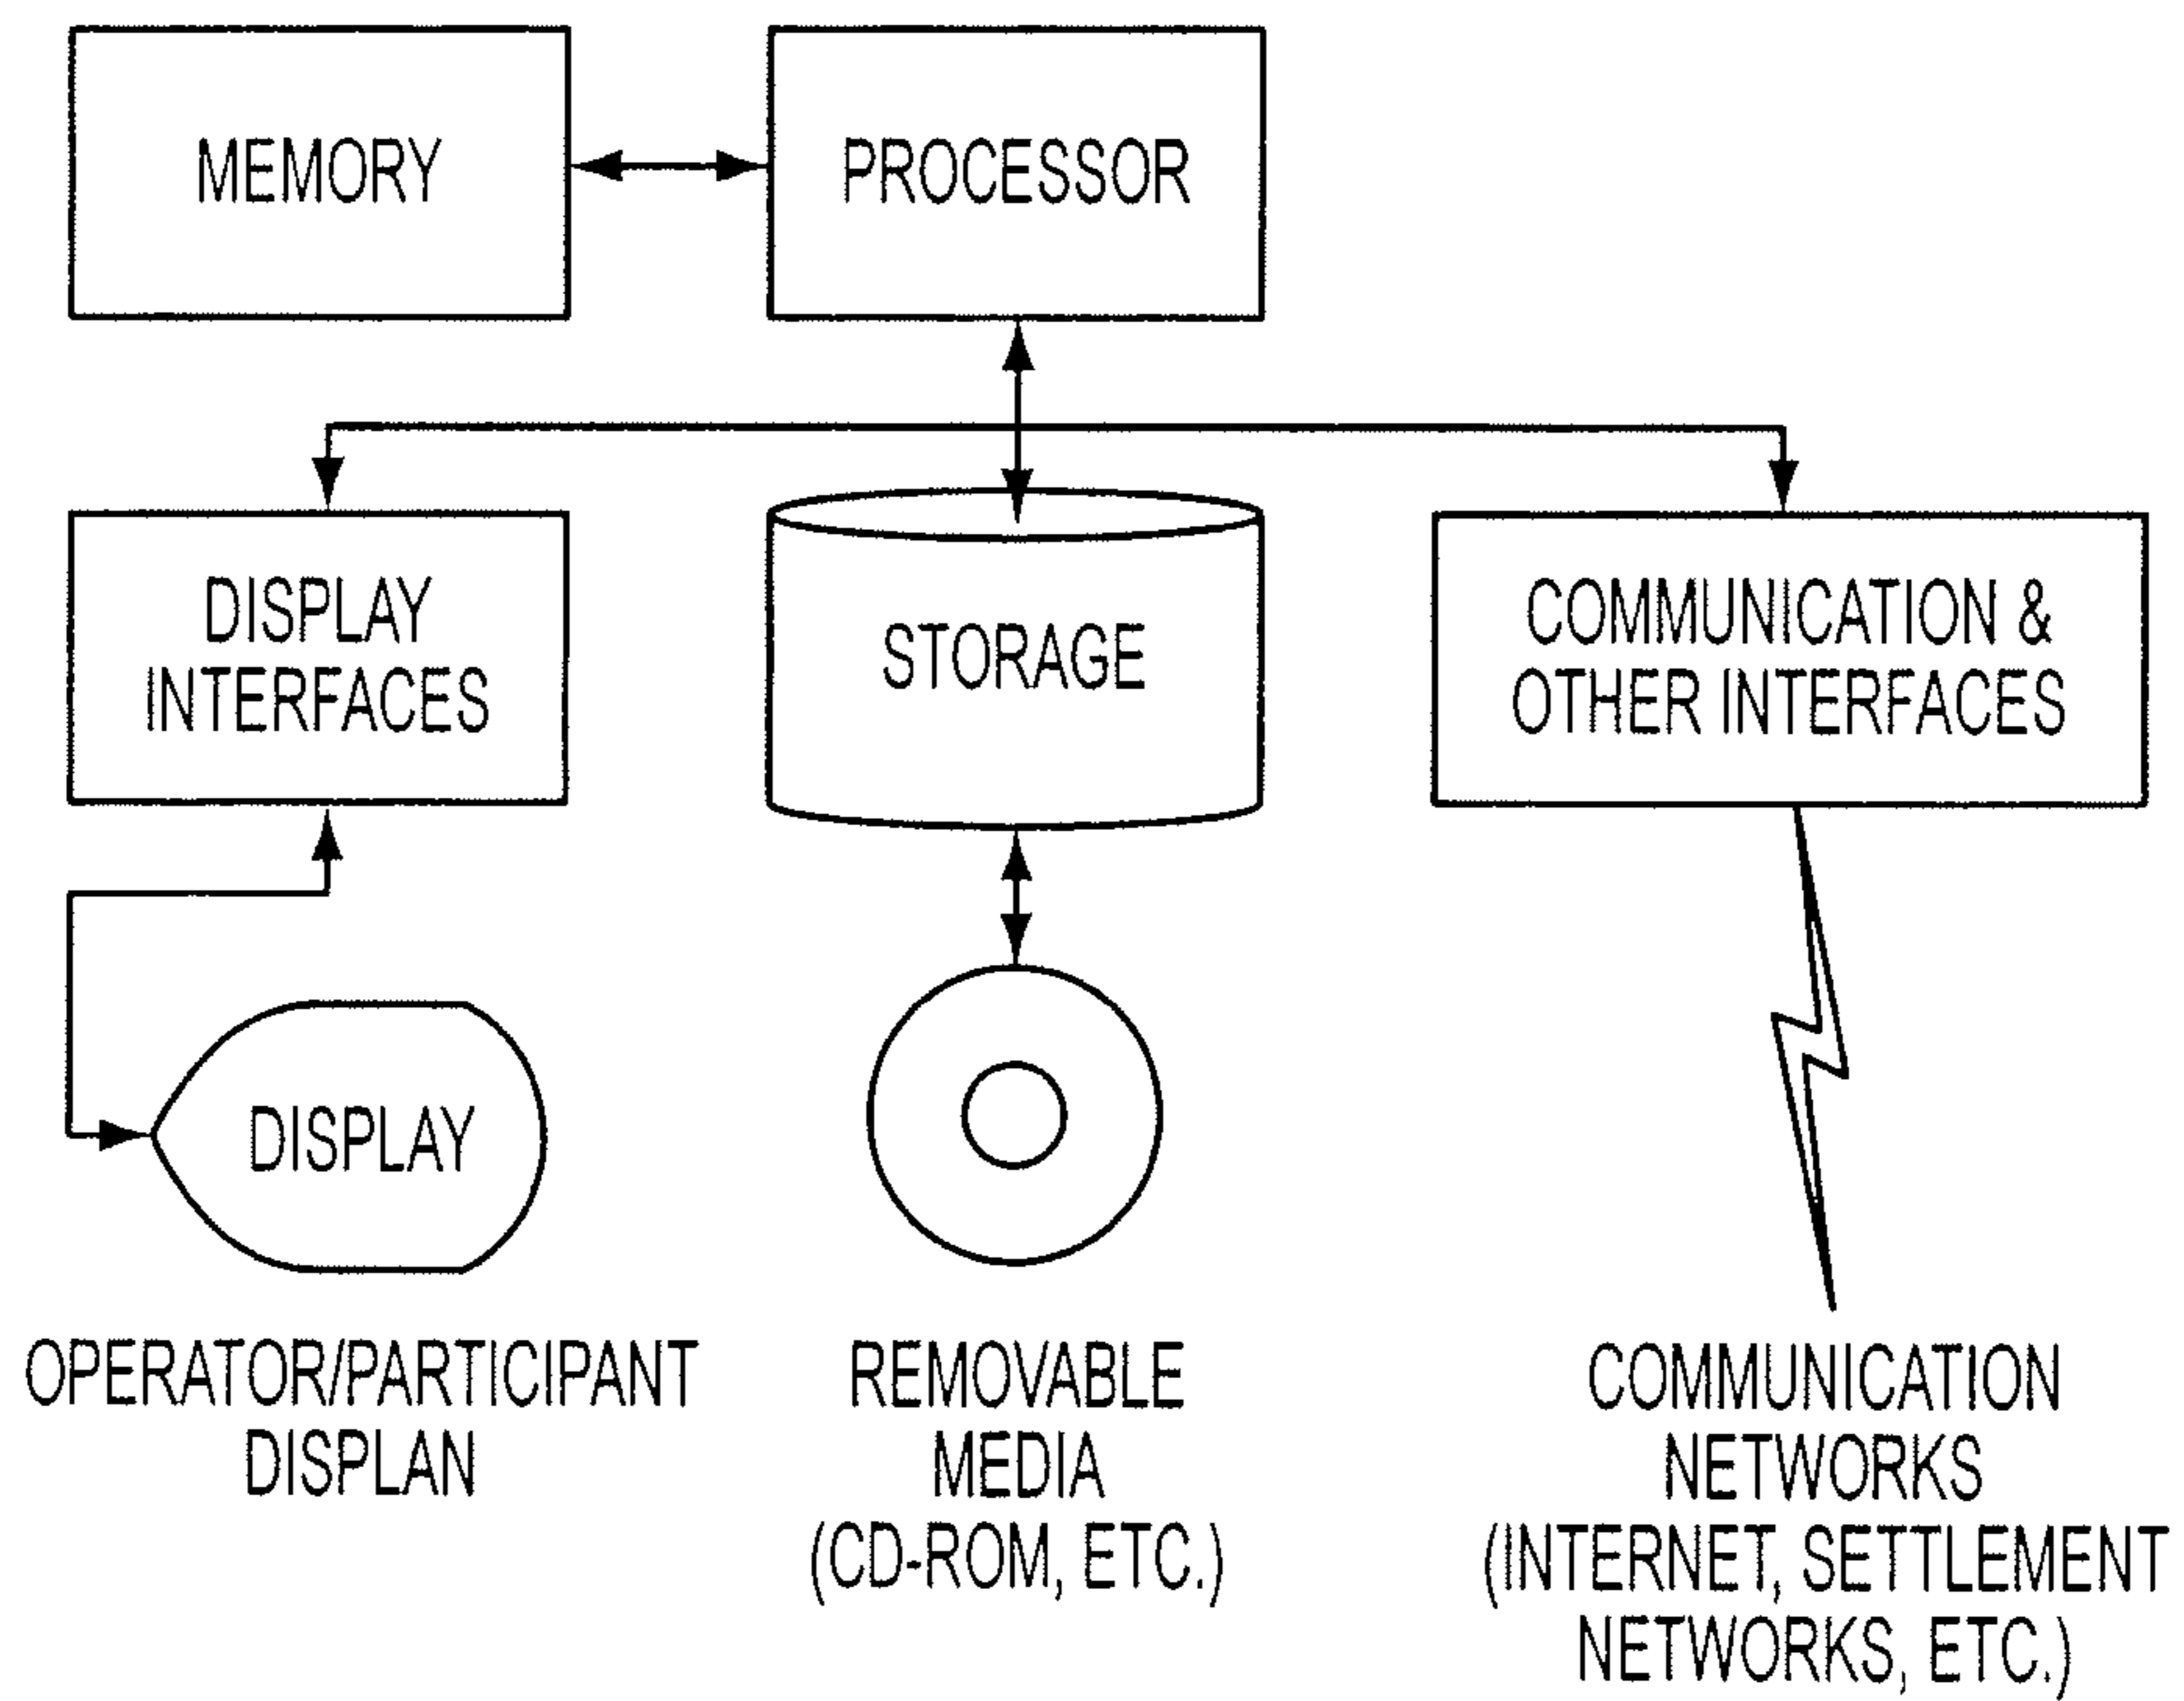 MEMORY
PROCESSOR
DISPLAY
INTERFACES
STORAGE
COMMUNICATION &
OTHER INTERFACES
DISPLAY
OPERATOR/PARTICIPANT
DISPLAN
REMOVABLE
MEDIA
(CD-ROM, ETC.)
COMMUNICATION
NETWORKS
(INTERNET, SETTLEMENT
NETWORKS, ETC.)